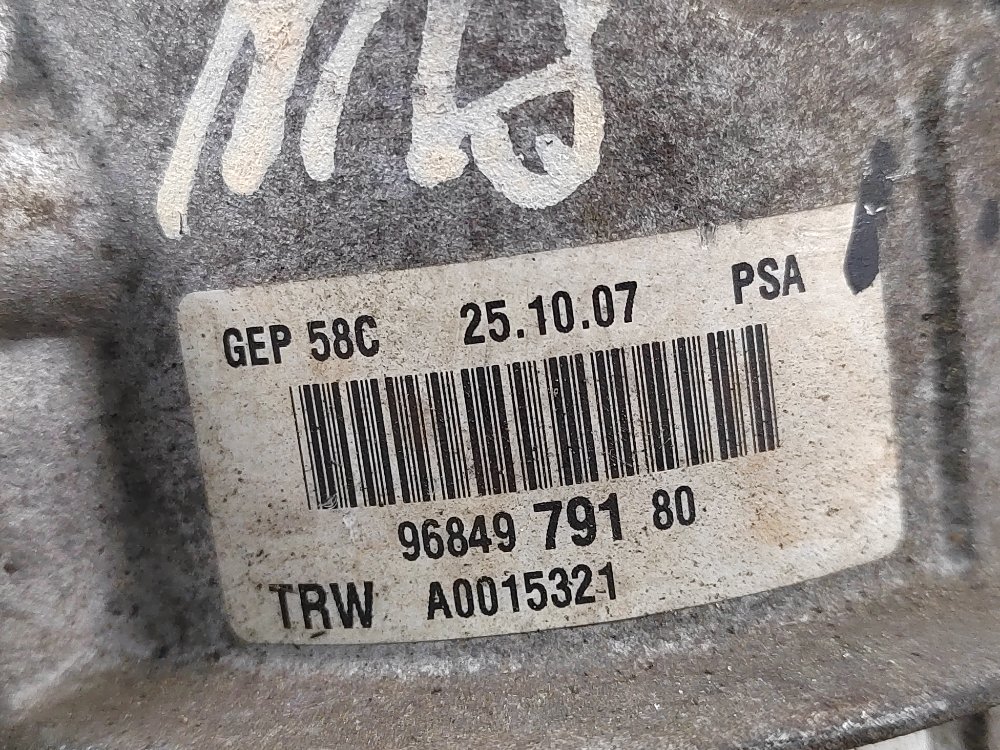 GEP 58C 25.10.07 PSA
96849 791 80
TRW A0015321